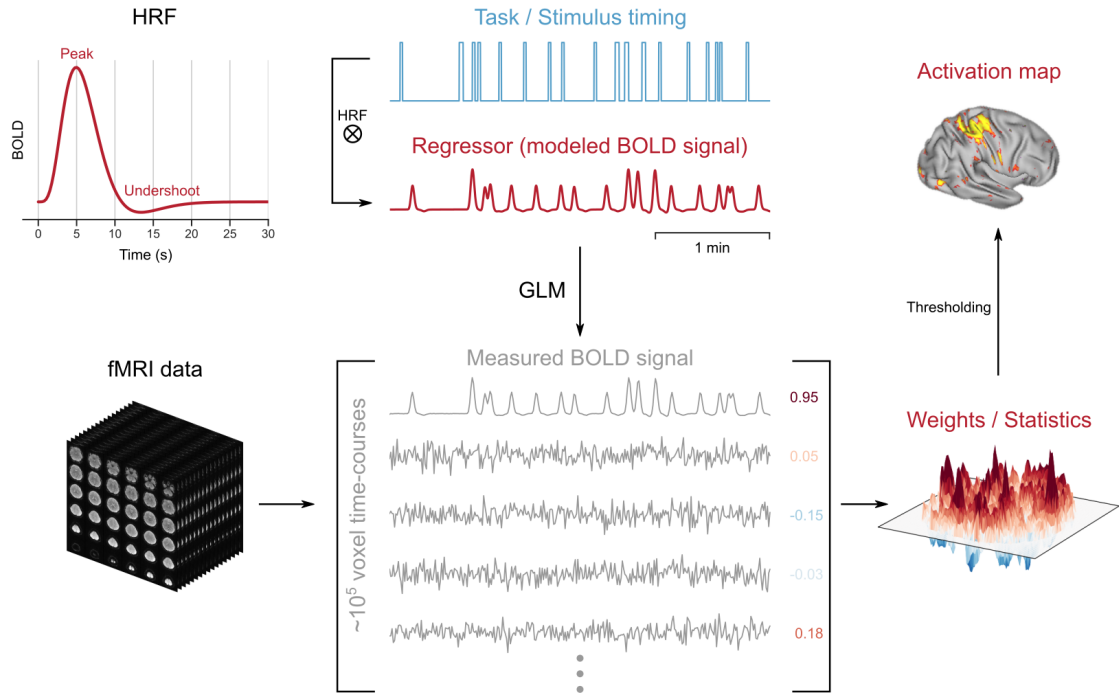 HRF
Peak
BOLD
Undershoot
0 5 10 15 20 25 30
Time (s)
Task / Stimulus timing
HRF
⊗
Regressor (modeled BOLD signal)
1 min
GLM
Activation map
Thresholding
fMRI data
~10⁵ voxel time-courses
Measured BOLD signal
0.95
0.05
-0.15
-0.03
0.18
Weights / Statistics